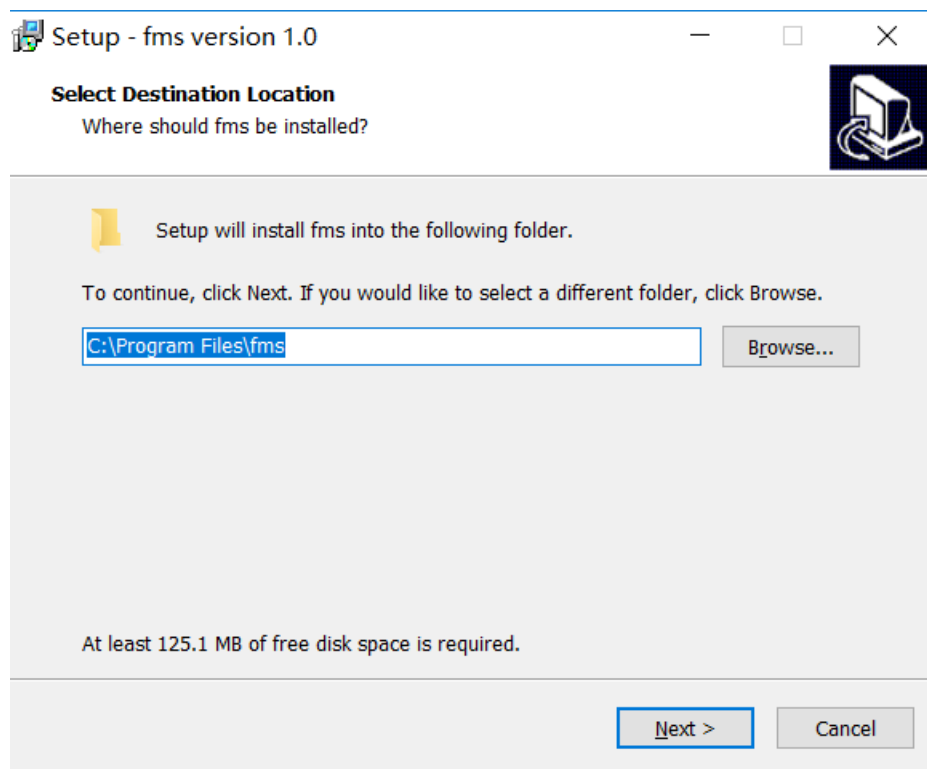 Setup - fms version 1.0
Select Destination Location
Where should fms be installed?
Setup will install fms into the following folder.
To continue, click Next. If you would like to select a different folder, click Browse.
C:\Program Files\fms
Browse...
At least 125.1 MB of free disk space is required.
Next >
Cancel